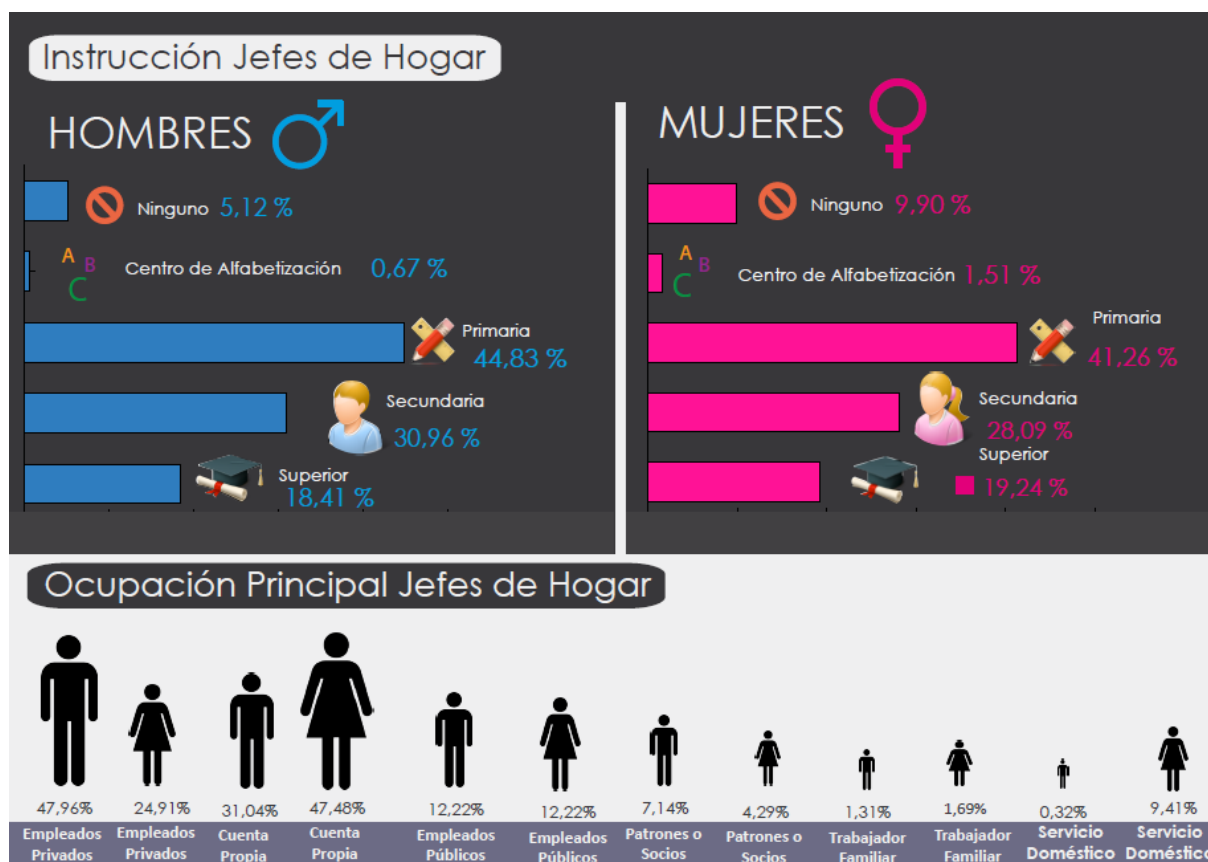 Instrucción Jefes de Hogar
HOMBRES
Ninguno 5,12 %
A B C
Centro de Alfabetización 0,67 %
Primaria
44,83 %
Secundaria
30,96 %
Superior
18,41 %
MUJERES
Ninguno 9,90 %
A B C
Centro de Alfabetización 1,51 %
Primaria
41,26 %
Secundaria
28,09 %
Superior
19,24 %
Ocupación Principal Jefes de Hogar
47,96% 24,91% 31,04% 47,48% 12,22% 12,22% 7,14% 4,29% 1,31% 1,69% 0,32% 9,41%
Empleados Empleados Cuenta Cuenta Empleados Empleados Patrones o Patrones o Trabajador Trabajador Servicio Servicio
Privados Privados Propia Propia Públicos Públicos Socios Socios Familiar Familiar Doméstico Doméstico